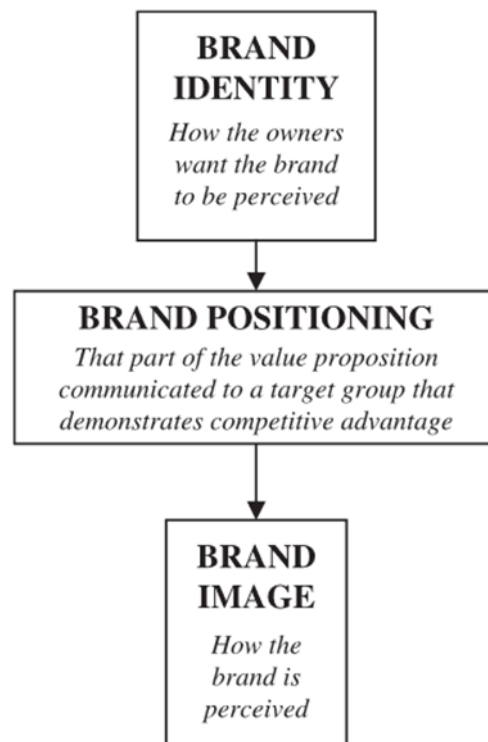 BRAND
IDENTITY
How the owners
want the brand
to be perceived
BRAND POSITIONING
That part of the value proposition
communicated to a target group that
demonstrates competitive advantage
BRAND
IMAGE
How the
brand is
perceived